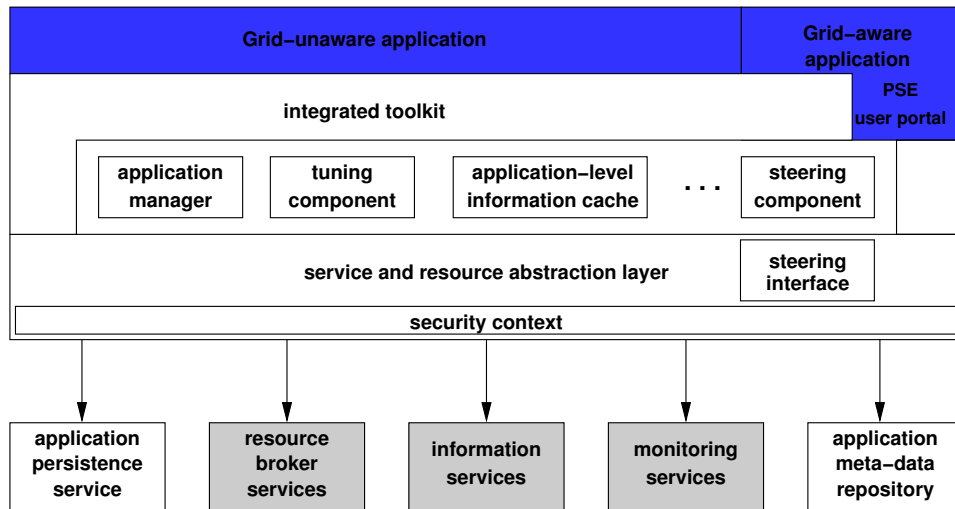 Grid-unaware application
Grid-aware
application
PSE
user portal
integrated toolkit
application
manager
tuning
component
application-level
information cache
. . .
steering
component
service and resource abstraction layer
steering
interface
security context
application
persistence
service
resource
broker
services
information
services
monitoring
services
application
meta-data
repository